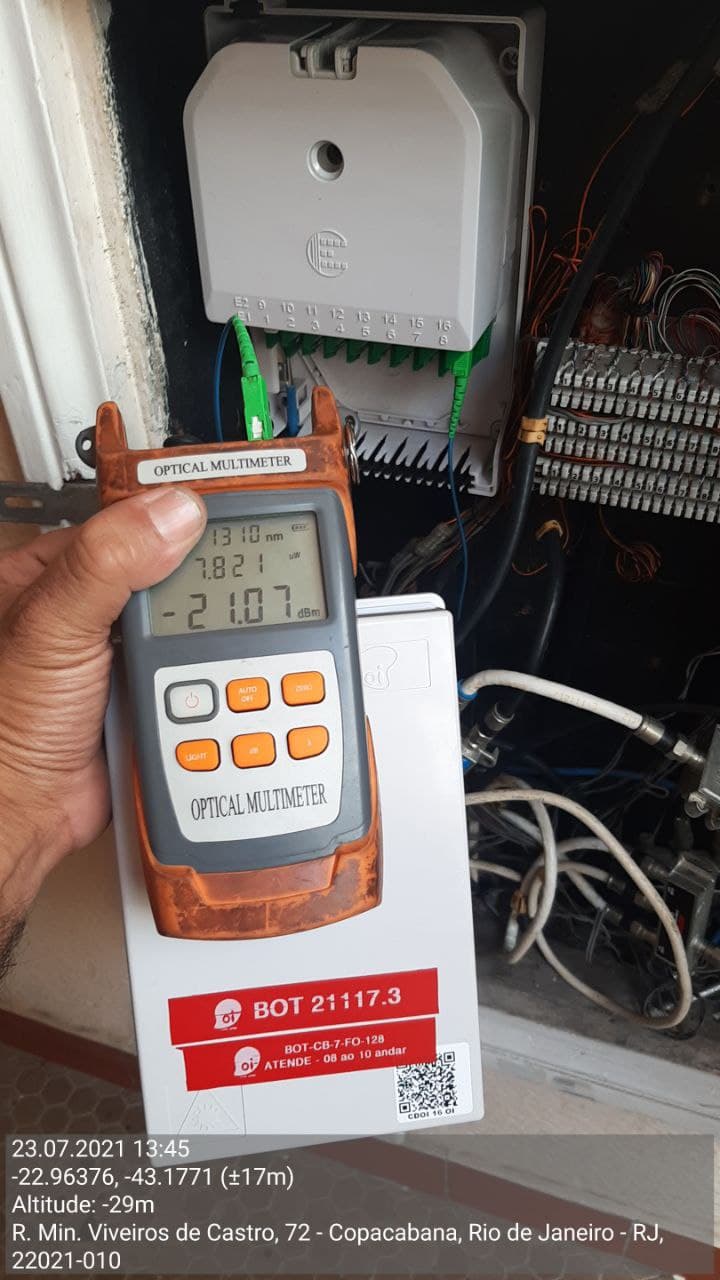 E2 9 10 11 12 13 14 15 16
E1 1 2 3 4 5 6 7 8
OPTICAL MULTIMETER
1310 nm
7.821 uW
-21.07 dBm
AUTO
OFF
ZERO
LIGHT
dB
λ
OPTICAL MULTIMETER
oi
oi BOT 21117.3
oi BOT-CB-7-FO-128
ATENDE - 08 ao 10 andar
CDOI 16 OI
23.07.2021 13:45
-22.96376, -43.1771 (±17m)
Altitude: -29m
R. Min. Viveiros de Castro, 72 - Copacabana, Rio de Janeiro - RJ,
22021-010